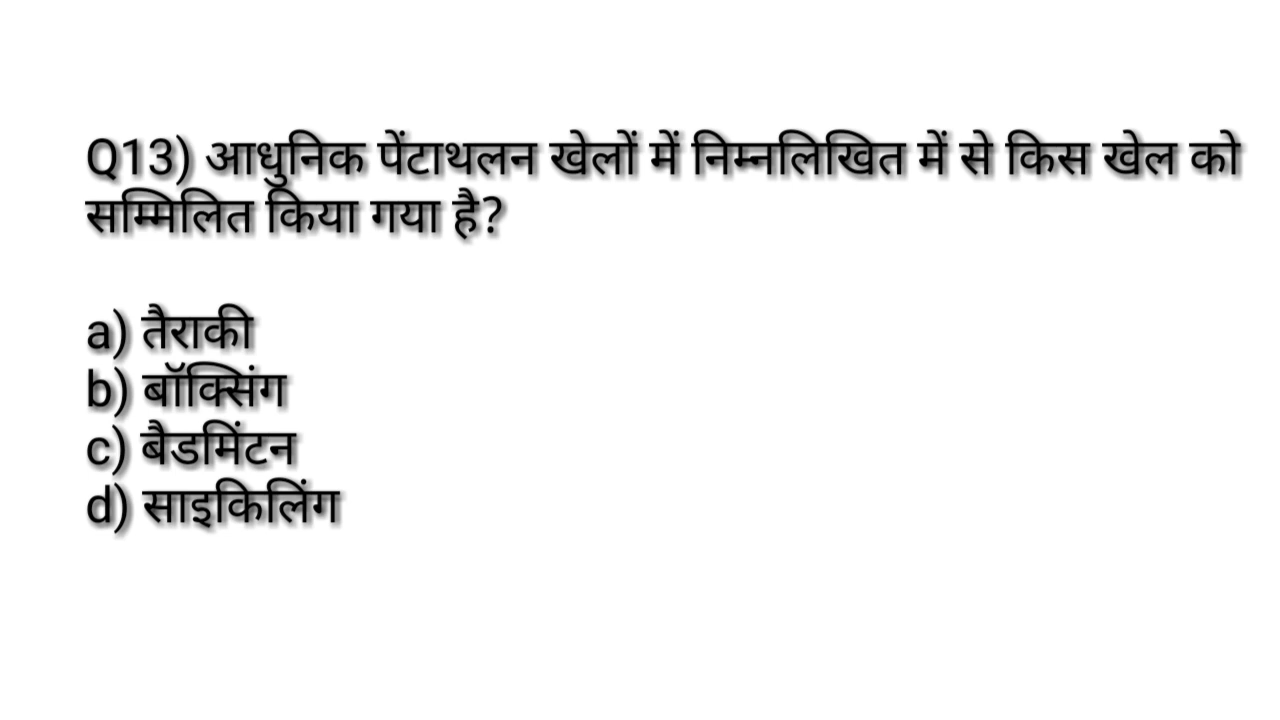 Q13) आधुनिक पेंटाथलन खेलों में निम्नलिखित में से किस खेल को
सम्मिलित किया गया है?
a) तैराकी
b) बॉक्सिंग
c) बैडमिंटन
d) साइकिलिंग